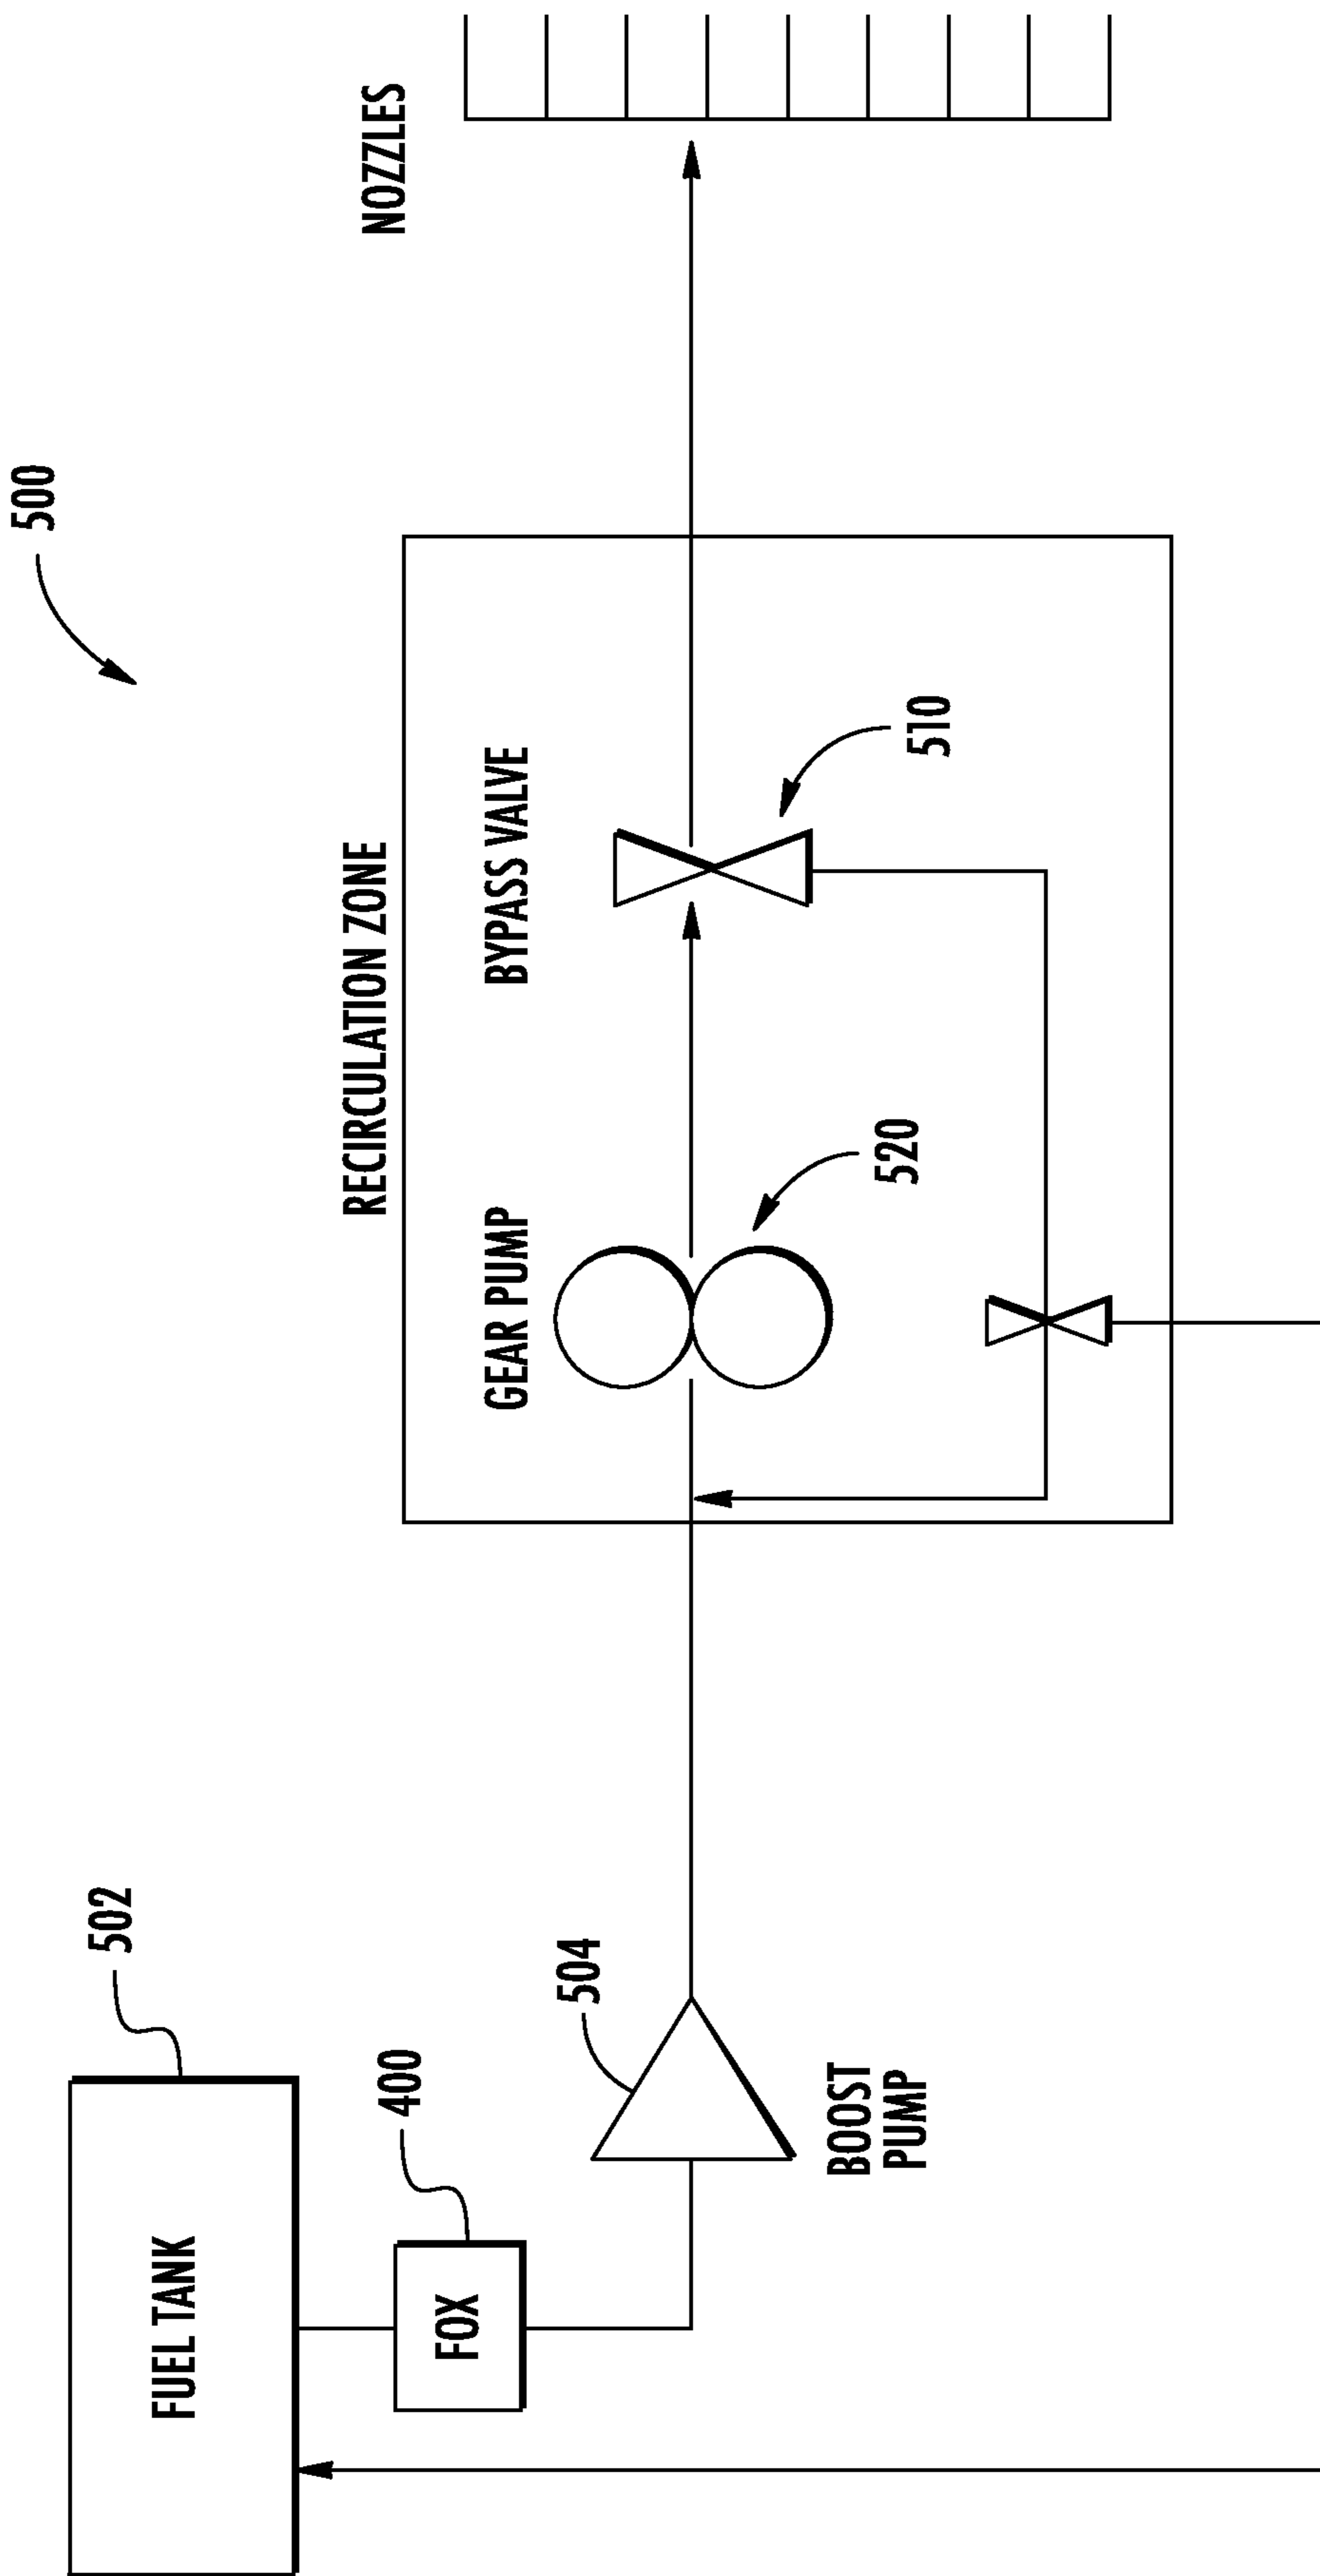 500
RECIRCULATION ZONE
NOZZLES
502
FUEL TANK
400
FOX
504
BOOST
PUMP
GEAR PUMP
520
BYPASS VALVE
510